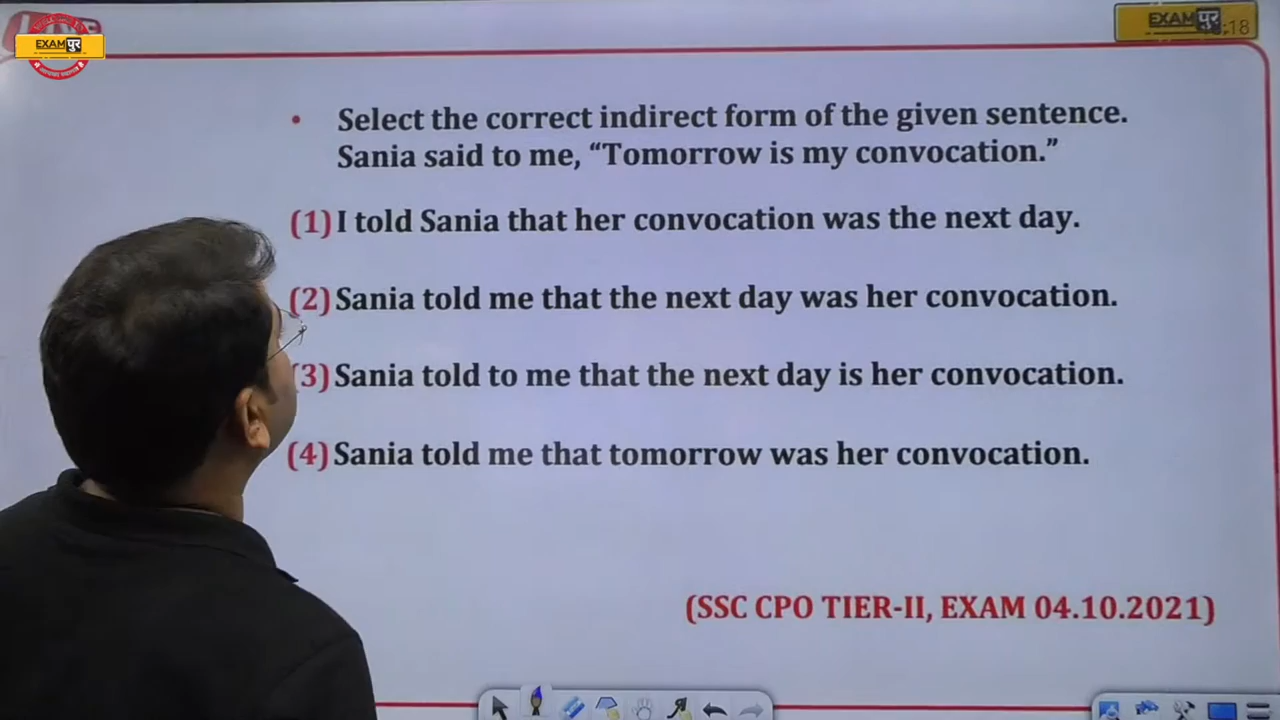 EXAMपुर
EXAMपुर
:18
• Select the correct indirect form of the given sentence.
Sania said to me, “Tomorrow is my convocation.”
(1) I told Sania that her convocation was the next day.
(2) Sania told me that the next day was her convocation.
(3) Sania told to me that the next day is her convocation.
(4) Sania told me that tomorrow was her convocation.
(SSC CPO TIER-II, EXAM 04.10.2021)